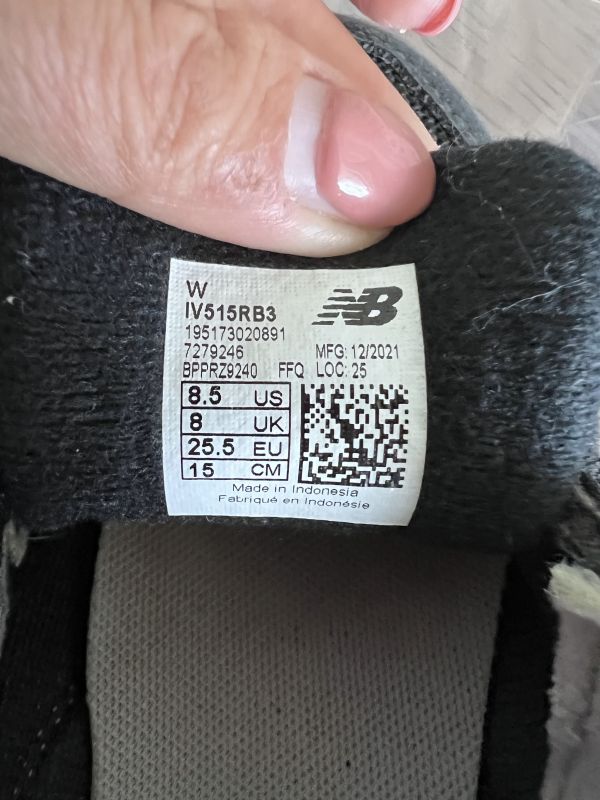 W
IV515RB3
NB
195173020891
7279246 MFG: 12/2021
BPPRZ9240 FFQ LOC: 25
8.5 US
8 UK
25.5 EU
15 CM
Made in Indonesia
Fabriqué en Indonésie